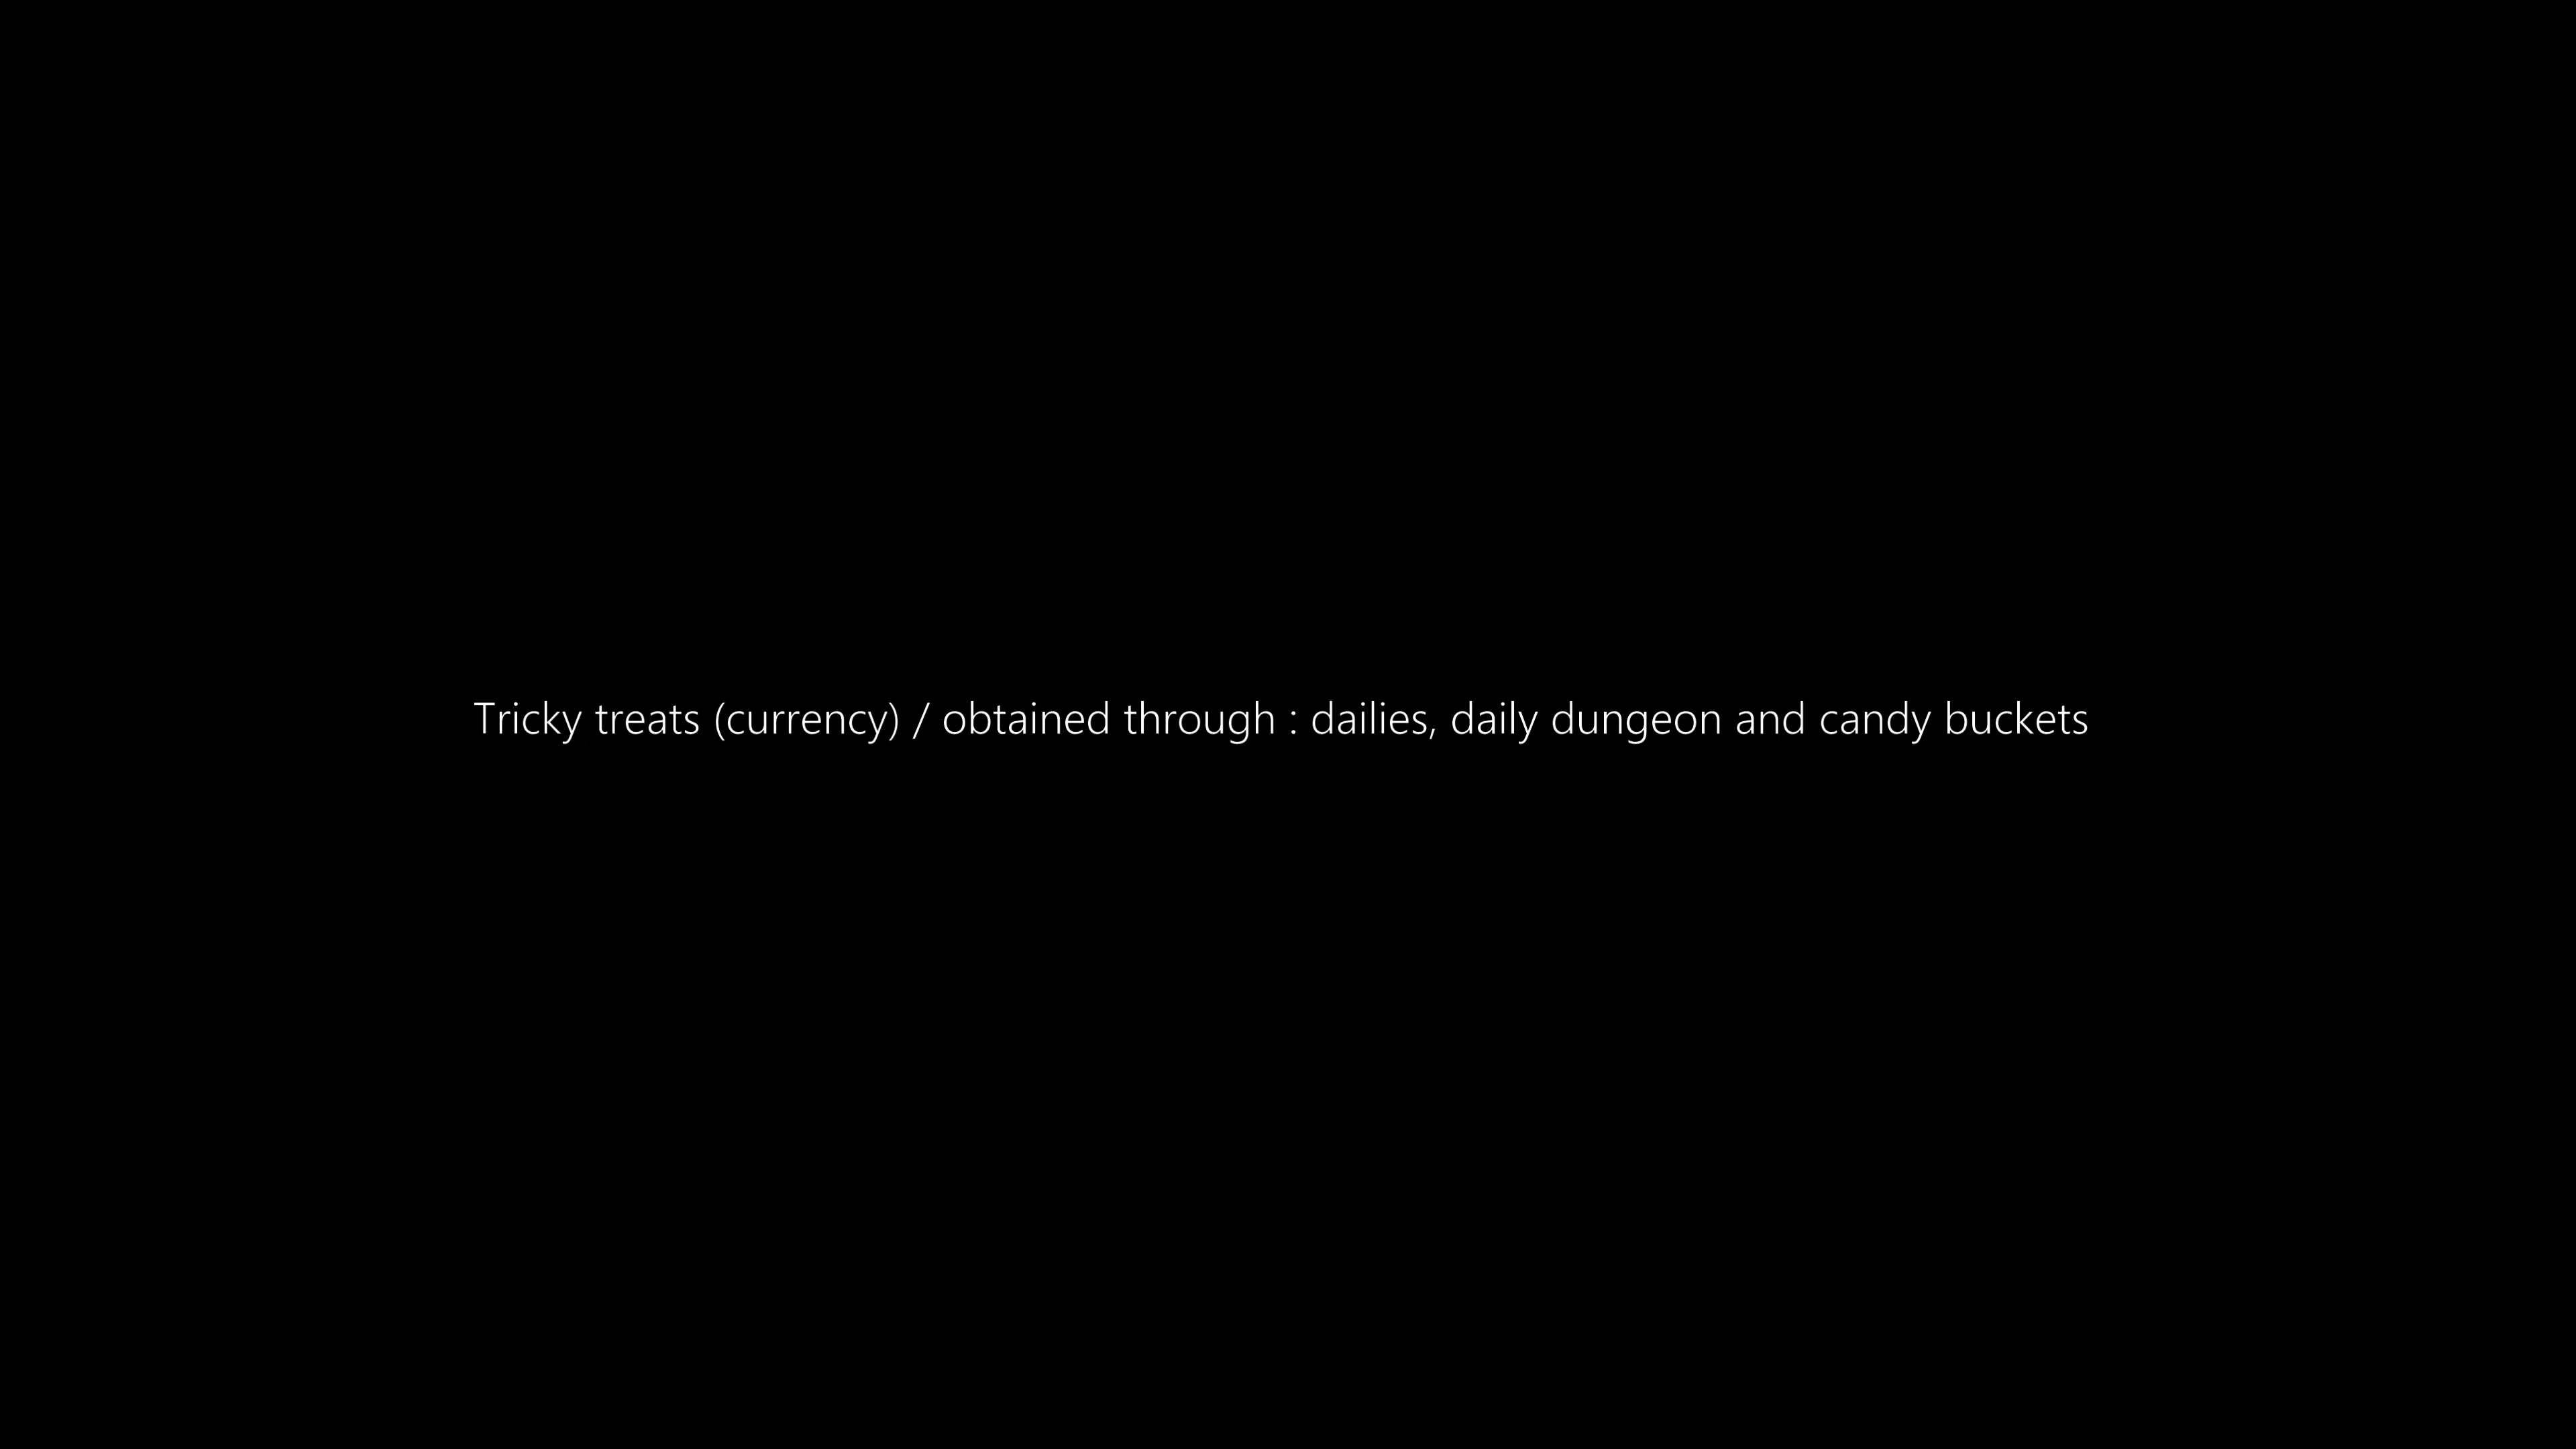 Tricky treats (currency) / obtained through : dailies, daily dungeon and candy buckets